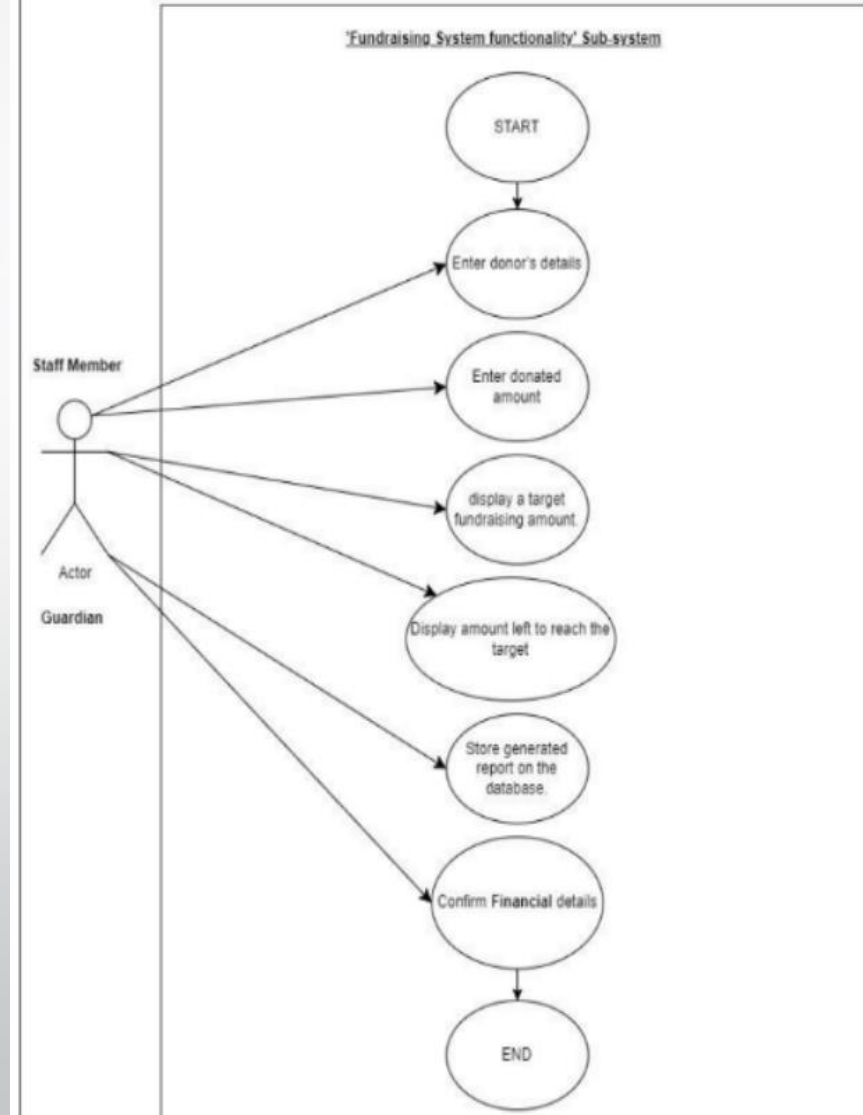 'Fundraising System functionality' Sub-system
START
Enter donor's details
Staff Member
Enter donated
amount
display a target
fundraising amount.
Actor
Guardian
Display amount left to reach the
target
Store generated
report on the
database.
Confirm Financial details
END